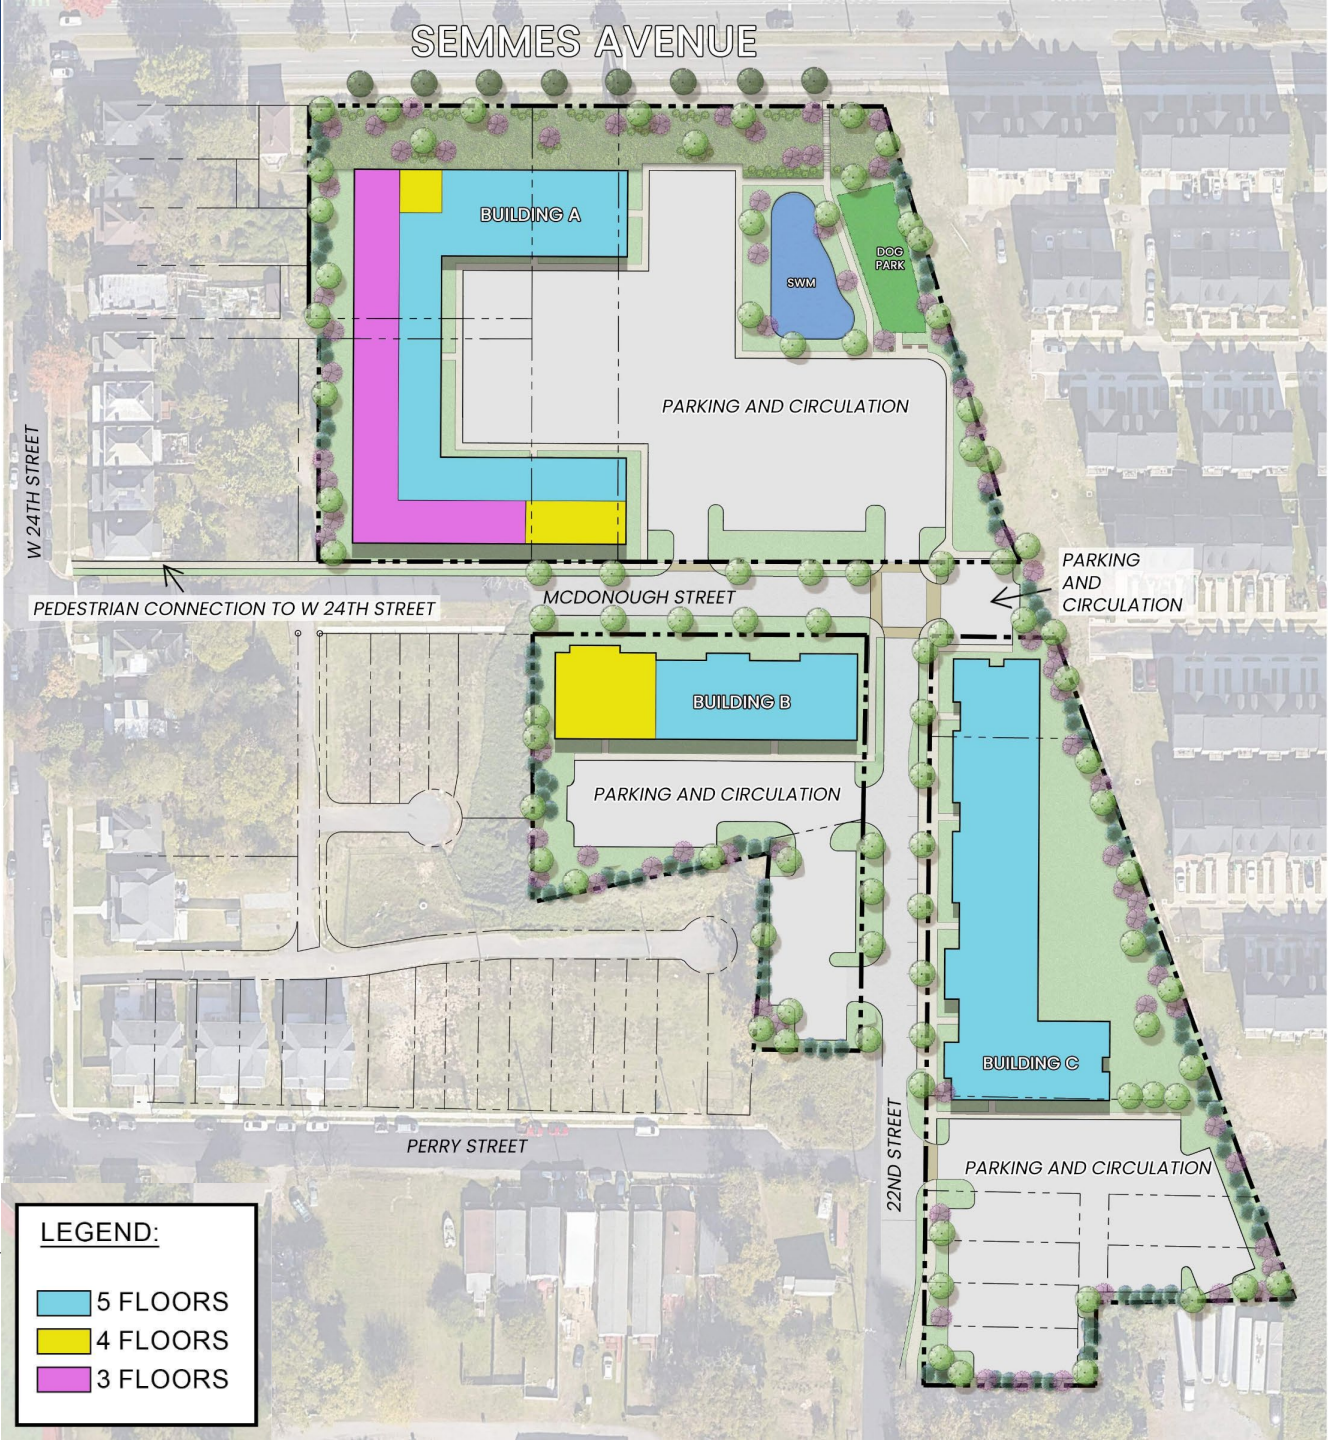 SEMMES AVENUE
BUILDING A
DOG
PARK
SWM
PARKING AND CIRCULATION
W 24TH STREET
PARKING
AND
CIRCULATION
PEDESTRIAN CONNECTION TO W 24TH STREET
MCDONOUGH STREET
BUILDING B
PARKING AND CIRCULATION
BUILDING C
22ND STREET
PERRY STREET
PARKING AND CIRCULATION
LEGEND:
5 FLOORS
4 FLOORS
3 FLOORS